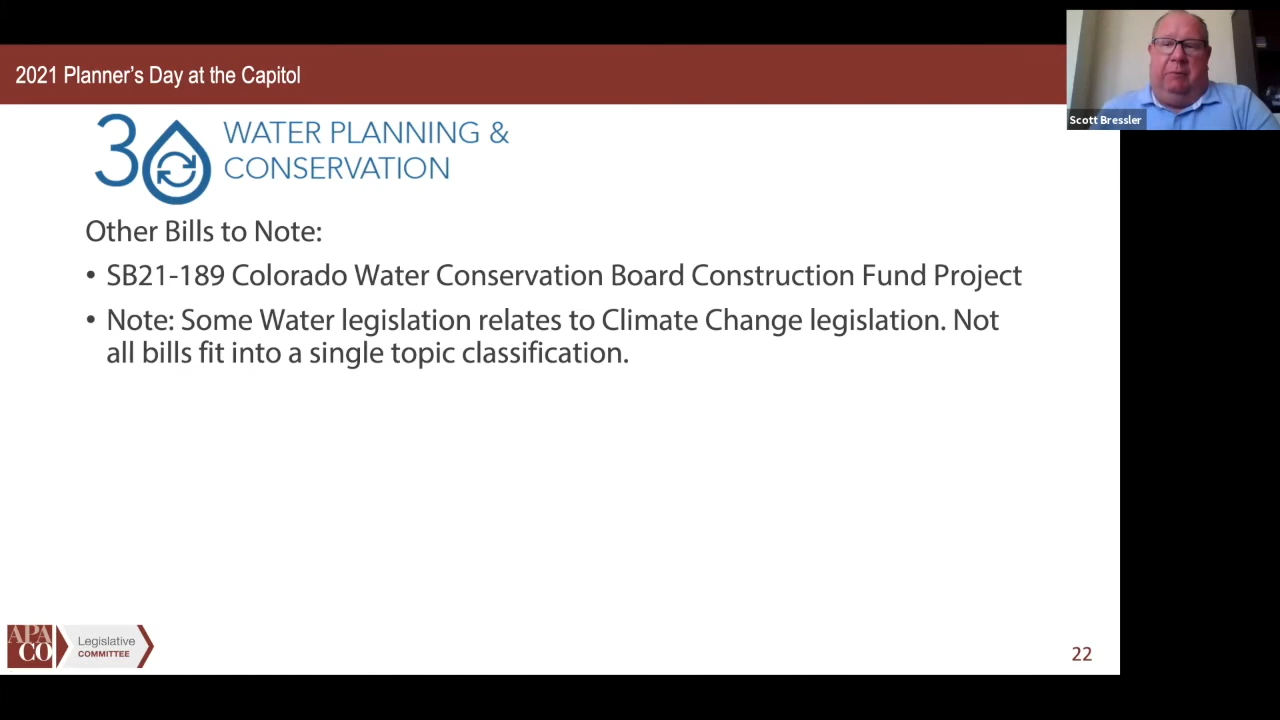 2021 Planner’s Day at the Capitol
Scott Bressler
3
WATER PLANNING &
CONSERVATION
Other Bills to Note:
• SB21-189 Colorado Water Conservation Board Construction Fund Project
• Note: Some Water legislation relates to Climate Change legislation. Not
all bills fit into a single topic classification.
APA
CO
Legislative
COMMITTEE
22